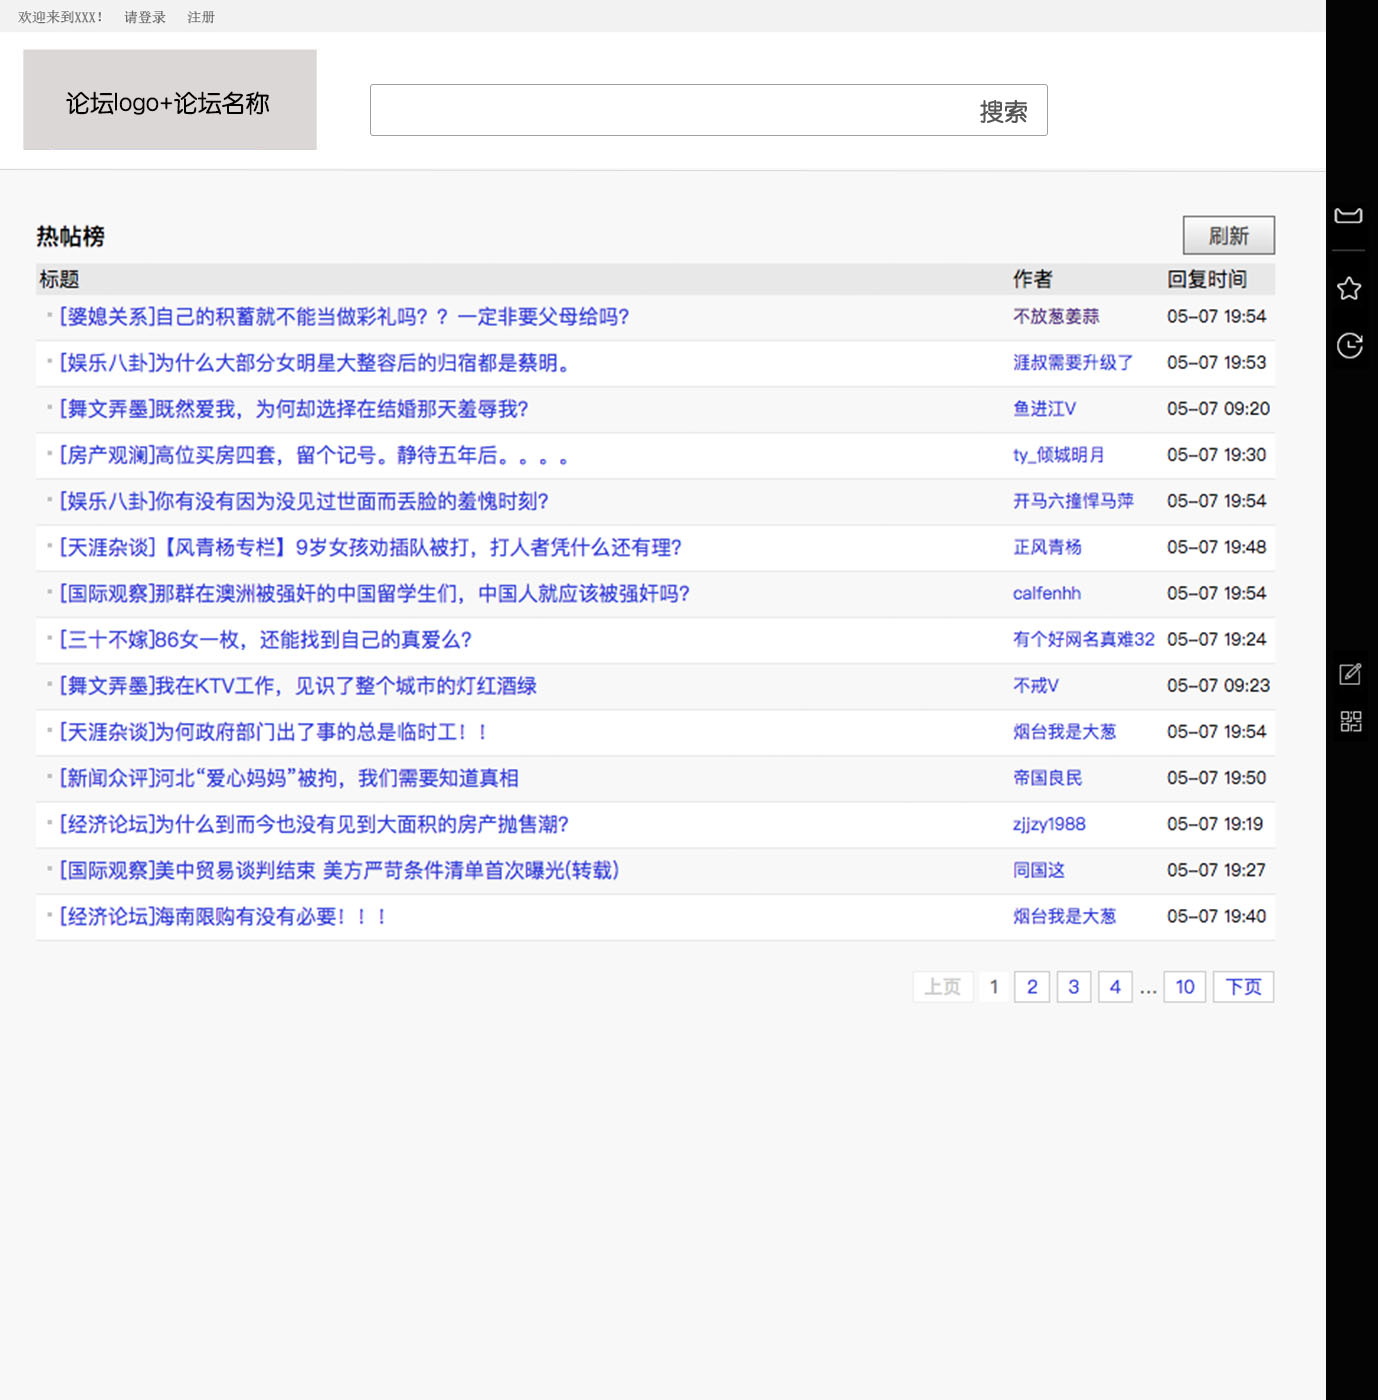 欢迎来到XXX! 请登录 注册
论坛logo+论坛名称
搜索
热帖榜 刷新
标题 作者 回复时间
[婆媳关系]自己的积蓄就不能当做彩礼吗？？一定非要父母给吗? 不放葱姜蒜 05-07 19:54
[娱乐八卦]为什么大部分女明星大整容后的归宿都是蔡明。 涯叔需要升级了 05-07 19:53
[舞文弄墨]既然爱我，为何却选择在结婚那天羞辱我? 鱼进江V 05-07 09:20
[房产观澜]高位买房四套，留个记号。静待五年后。。。。 ty_倾城明月 05-07 19:30
[娱乐八卦]你有没有因为没见过世面而丢脸的羞愧时刻? 开马六撞悍马萍 05-07 19:54
[天涯杂谈]【风青杨专栏】9岁女孩劝插队被打，打人者凭什么还有理? 正风青杨 05-07 19:48
[国际观察]那群在澳洲被强奸的中国留学生们，中国人就应该被强奸吗? calfenhh 05-07 19:54
[三十不嫁]86女一枚，还能找到自己的真爱么? 有个好网名真难32 05-07 19:24
[舞文弄墨]我在KTV工作，见识了整个城市的灯红酒绿 不戒V 05-07 09:23
[天涯杂谈]为何政府部门出了事的总是临时工！！ 烟台我是大葱 05-07 19:54
[新闻众评]河北“爱心妈妈”被拘，我们需要知道真相 帝国良民 05-07 19:50
[经济论坛]为什么到而今也没有见到大面积的房产抛售潮? zjjzy1988 05-07 19:19
[国际观察]美中贸易谈判结束 美方严苛条件清单首次曝光(转载) 同国这 05-07 19:27
[经济论坛]海南限购有没有必要！！！ 烟台我是大葱 05-07 19:40
上页 1 2 3 4 ... 10 下页